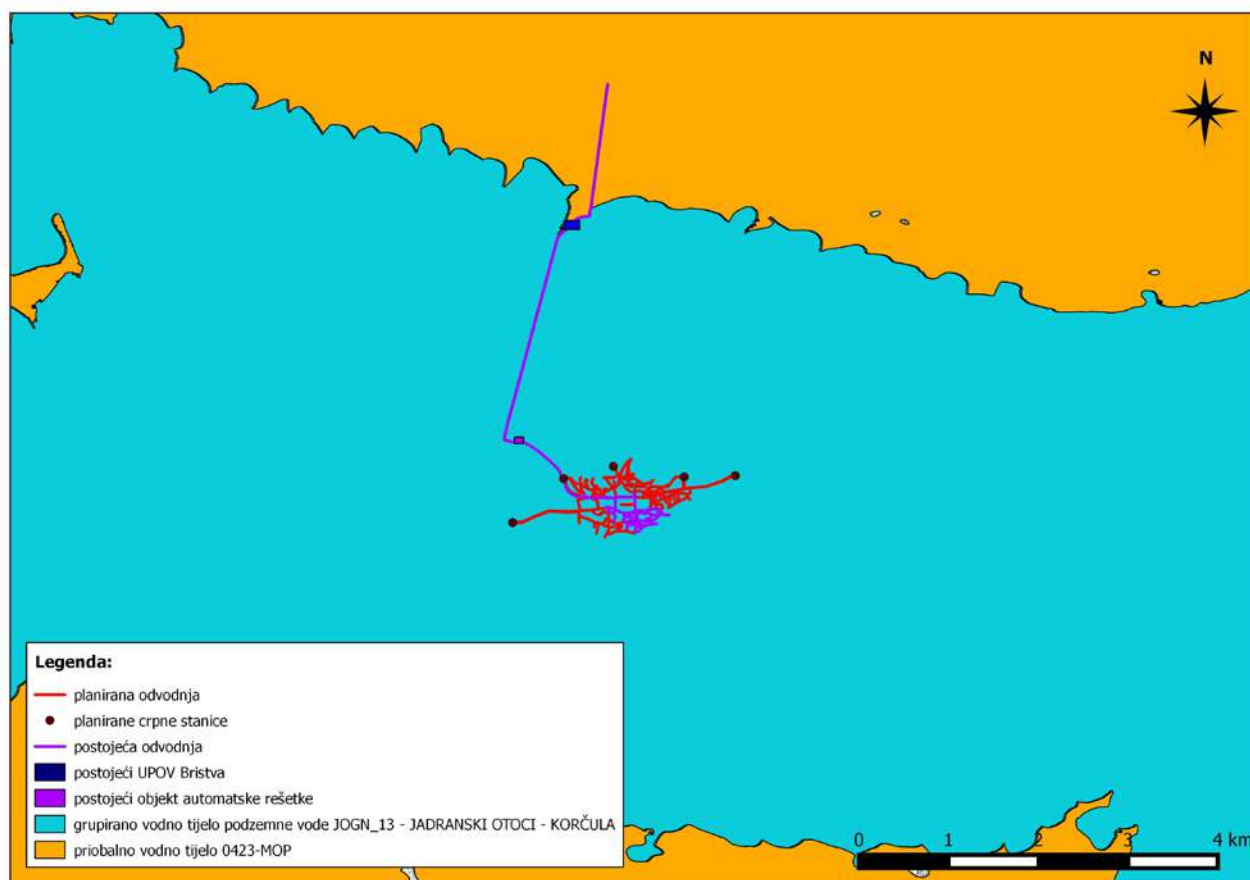 N
Legenda:
planirana odvodnja
planirane crpne stanice
postojeća odvodnja
postojeći UPOV Bristva
postojeći objekt automatske rešetke
grupirano vodno tijelo podzemne vode JOGN_13 - JADRANSKI OTOCI - KORČULA
priobalno vodno tijelo 0423-MOP
0 1 2 3 4 km